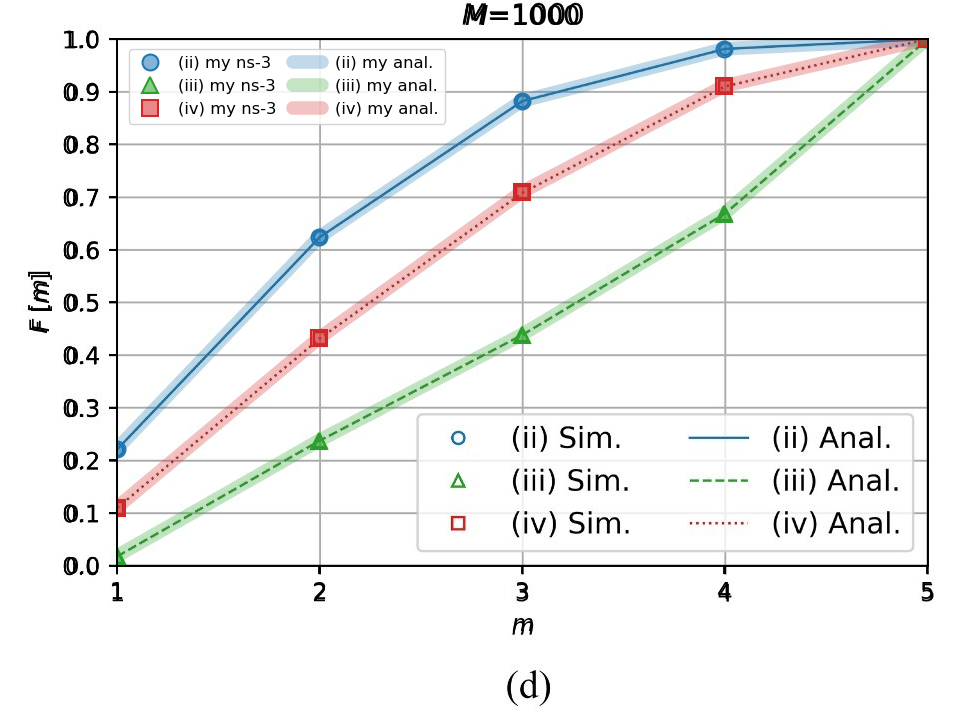 M=1000
1.0
0.9
0.8
0.7
0.6
0.5
0.4
0.3
0.2
0.1
0.0
F [m]
(ii) my ns-3 (ii) my anal.
(iii) my ns-3 (iii) my anal.
(iv) my ns-3 (iv) my anal.
(ii) Sim. (ii) Anal.
(iii) Sim. (iii) Anal.
(iv) Sim. (iv) Anal.
1 2 3 4 5
m
(d)